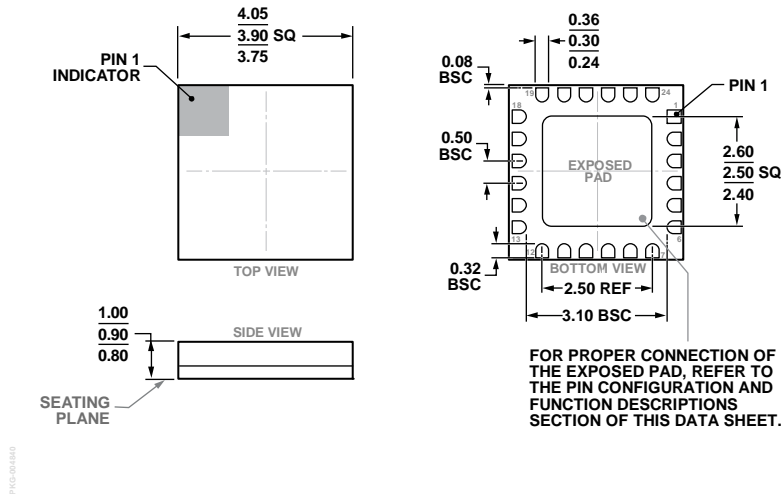 4.05
3.90 SQ
3.75
PIN 1
INDICATOR
TOP VIEW
0.36
0.30
0.24
0.08
BSC
PIN 1
19
24
18
1
0.50
BSC
EXPOSED
PAD
2.60
2.50 SQ
2.40
13
6
12
7
0.32
BSC
BOTTOM VIEW
2.50 REF
3.10 BSC
1.00
0.90
0.80
SIDE VIEW
SEATING
PLANE
FOR PROPER CONNECTION OF
THE EXPOSED PAD, REFER TO
THE PIN CONFIGURATION AND
FUNCTION DESCRIPTIONS
SECTION OF THIS DATA SHEET.
PKG-004840